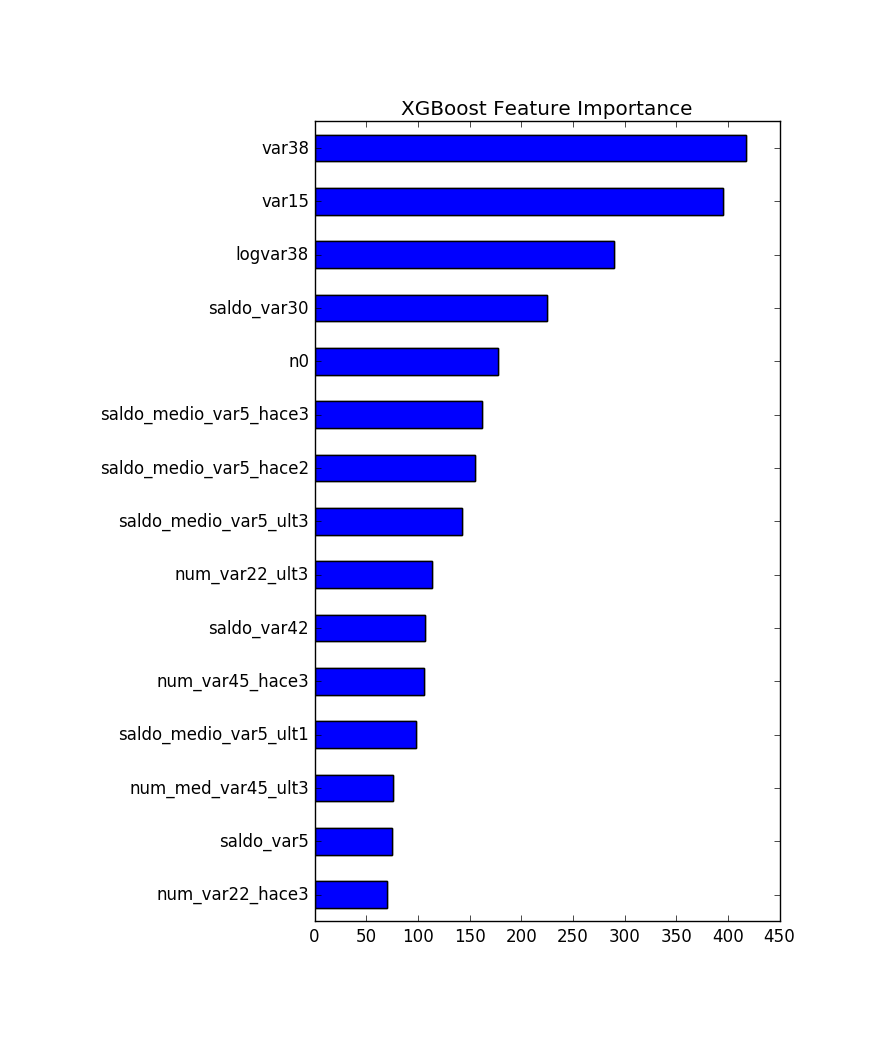 XGBoost Feature Importance
var38
var15
logvar38
saldo_var30
n0
saldo_medio_var5_hace3
saldo_medio_var5_hace2
saldo_medio_var5_ult3
num_var22_ult3
saldo_var42
num_var45_hace3
saldo_medio_var5_ult1
num_med_var45_ult3
saldo_var5
num_var22_hace3
0 50 100 150 200 250 300 350 400 450